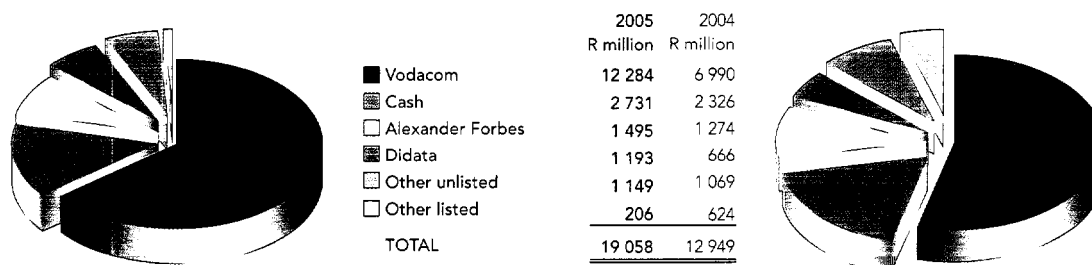 2005 2004
R million R million
Vodacom 12 284 6 990
Cash 2 731 2 326
Alexander Forbes 1 495 1 274
Didata 1 193 666
Other unlisted 1 149 1 069
Other listed 206 624
TOTAL 19 058 12 949